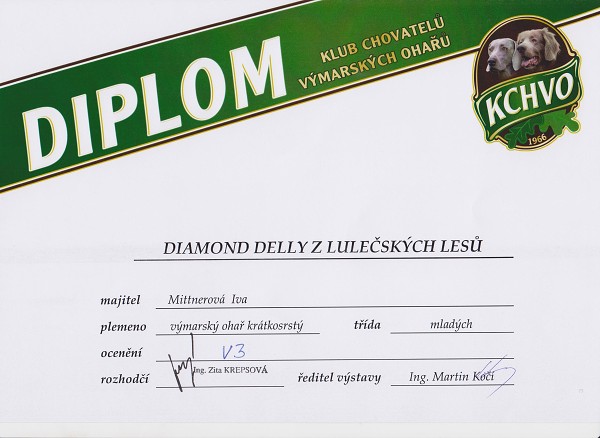 DIPLOM
KLUB CHOVATELŮ
VÝMARSKÝCH OHAŘU
KCHVO
1966
DIAMOND DELLY Z LULEČSKÝCH LESŮ
majitel Mittnerová Iva
plemeno výmarský ohař krátkosrstý třída mladých
ocenění V3
rozhodčí Ing. Zita KREPSOVÁ ředitel výstavy Ing. Martin Kočí